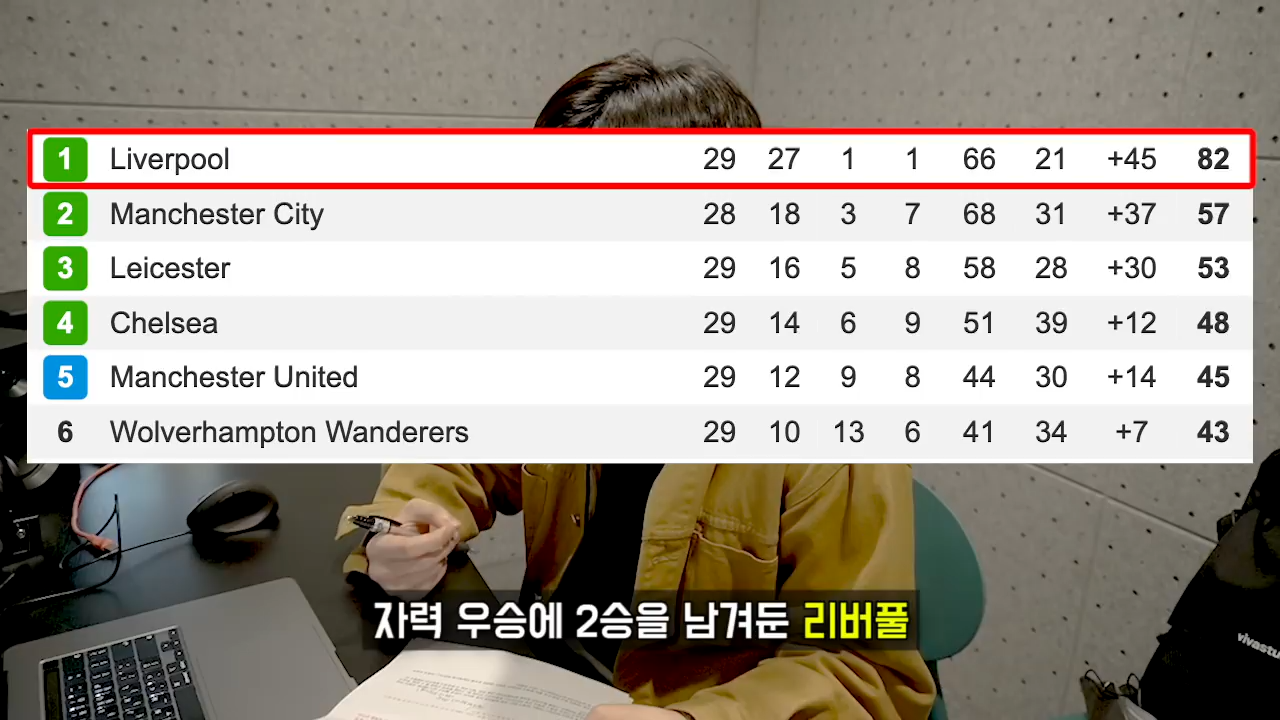 1 Liverpool 29 27 1 1 66 21 +45 82
2 Manchester City 28 18 3 7 68 31 +37 57
3 Leicester 29 16 5 8 58 28 +30 53
4 Chelsea 29 14 6 9 51 39 +12 48
5 Manchester United 29 12 9 8 44 30 +14 45
6 Wolverhampton Wanderers 29 10 13 6 41 34 +7 43
자력 우승에 2승을 남겨둔 리버풀